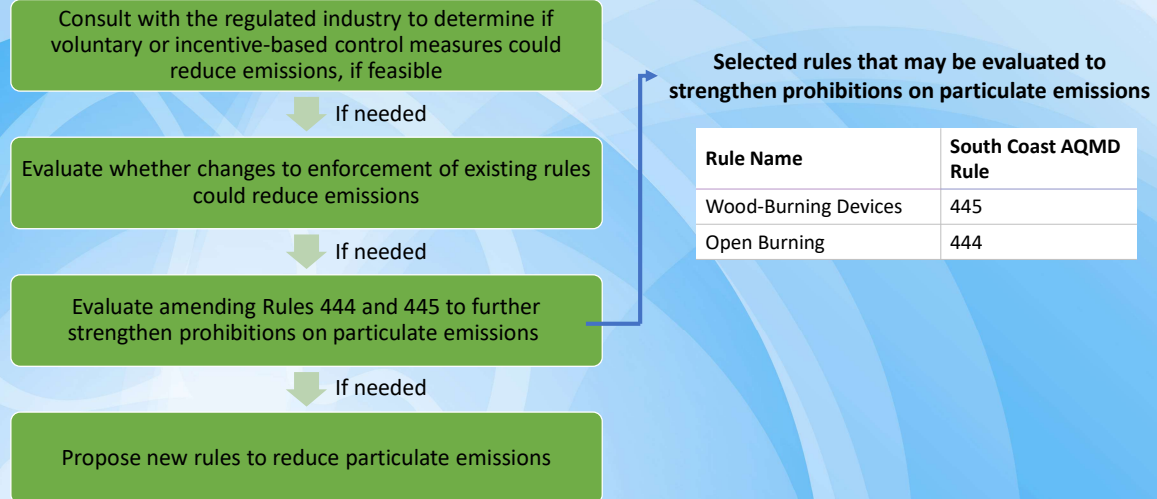 Consult with the regulated industry to determine if
voluntary or incentive-based control measures could
reduce emissions, if feasible
If needed
Evaluate whether changes to enforcement of existing rules
could reduce emissions
If needed
Evaluate amending Rules 444 and 445 to further
strengthen prohibitions on particulate emissions
If needed
Propose new rules to reduce particulate emissions
Selected rules that may be evaluated to
strengthen prohibitions on particulate emissions
Rule Name South Coast AQMD
Rule
Wood-Burning Devices 445
Open Burning 444